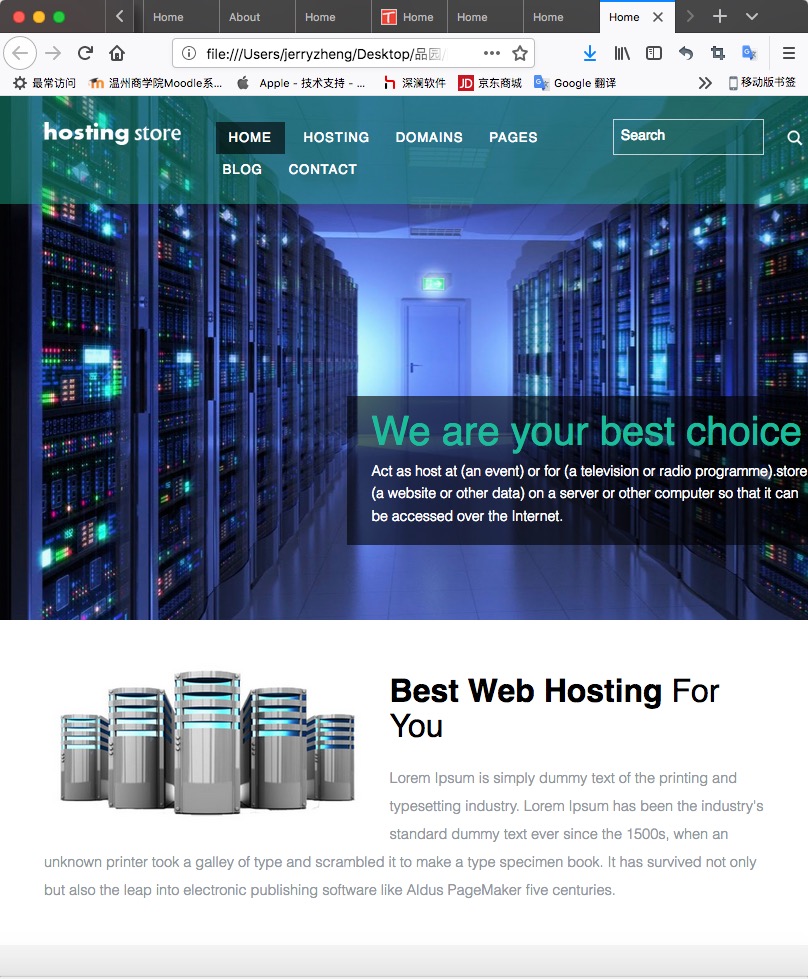 Home
About
Home
Home
Home
Home
Home
file:///Users/jerryzheng/Desktop/品园/
最常访问
温州商学院Moodle系...
Apple - 技术支持 - ...
深澜软件
JD
京东商城
Google 翻译
移动版书签
hosting store
HOME
HOSTING
DOMAINS
PAGES
Search
BLOG
CONTACT
We are your best choice
Act as host at (an event) or for (a television or radio programme).store
(a website or other data) on a server or other computer so that it can
be accessed over the Internet.
Best Web Hosting For
You
Lorem Ipsum is simply dummy text of the printing and
typesetting industry. Lorem Ipsum has been the industry's
standard dummy text ever since the 1500s, when an
unknown printer took a galley of type and scrambled it to make a type specimen book. It has survived not only
but also the leap into electronic publishing software like Aldus PageMaker five centuries.